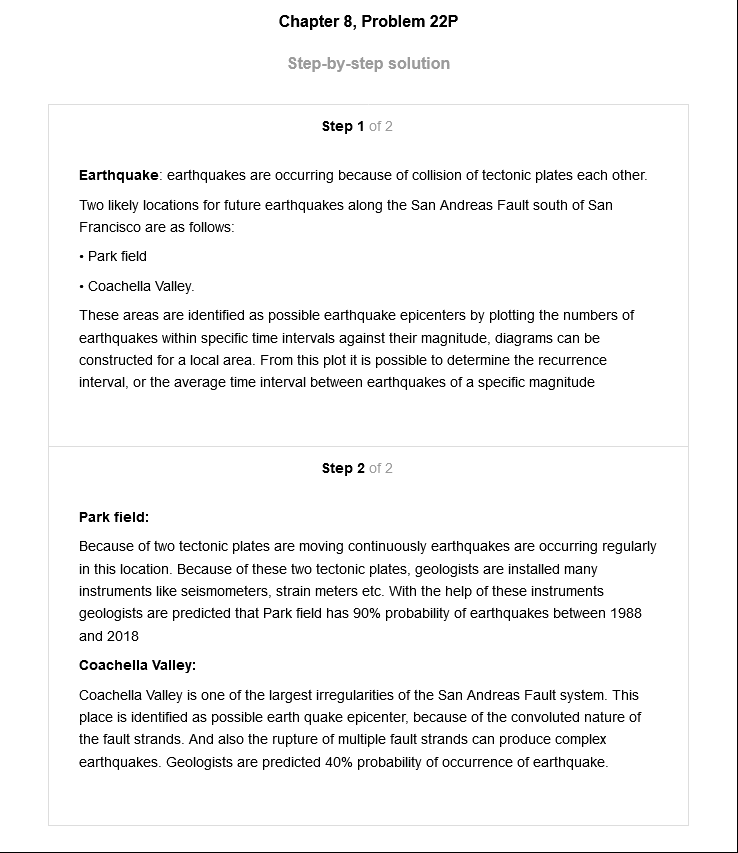 Chapter 8, Problem 22P
Step-by-step solution
Step 1 of 2
Earthquake: earthquakes are occurring because of collision of tectonic plates each other.
Two likely locations for future earthquakes along the San Andreas Fault south of San
Francisco are as follows:
• Park field
• Coachella Valley.
These areas are identified as possible earthquake epicenters by plotting the numbers of
earthquakes within specific time intervals against their magnitude, diagrams can be
constructed for a local area. From this plot it is possible to determine the recurrence
interval, or the average time interval between earthquakes of a specific magnitude
Step 2 of 2
Park field:
Because of two tectonic plates are moving continuously earthquakes are occurring regularly
in this location. Because of these two tectonic plates, geologists are installed many
instruments like seismometers, strain meters etc. With the help of these instruments
geologists are predicted that Park field has 90% probability of earthquakes between 1988
and 2018
Coachella Valley:
Coachella Valley is one of the largest irregularities of the San Andreas Fault system. This
place is identified as possible earth quake epicenter, because of the convoluted nature of
the fault strands. And also the rupture of multiple fault strands can produce complex
earthquakes. Geologists are predicted 40% probability of occurrence of earthquake.